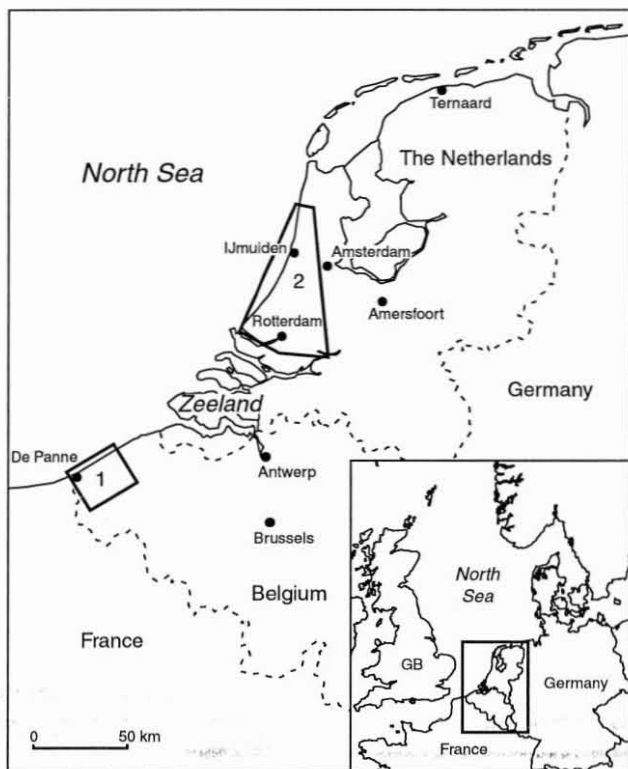 Ternaard
The Netherlands
North Sea
IJmuiden
Amsterdam
2
Amersfoort
Rotterdam
Germany
Zeeland
De Panne
1
Antwerp
Brussels
Belgium
France
0 50 km
North
Sea
GB
Germany
France